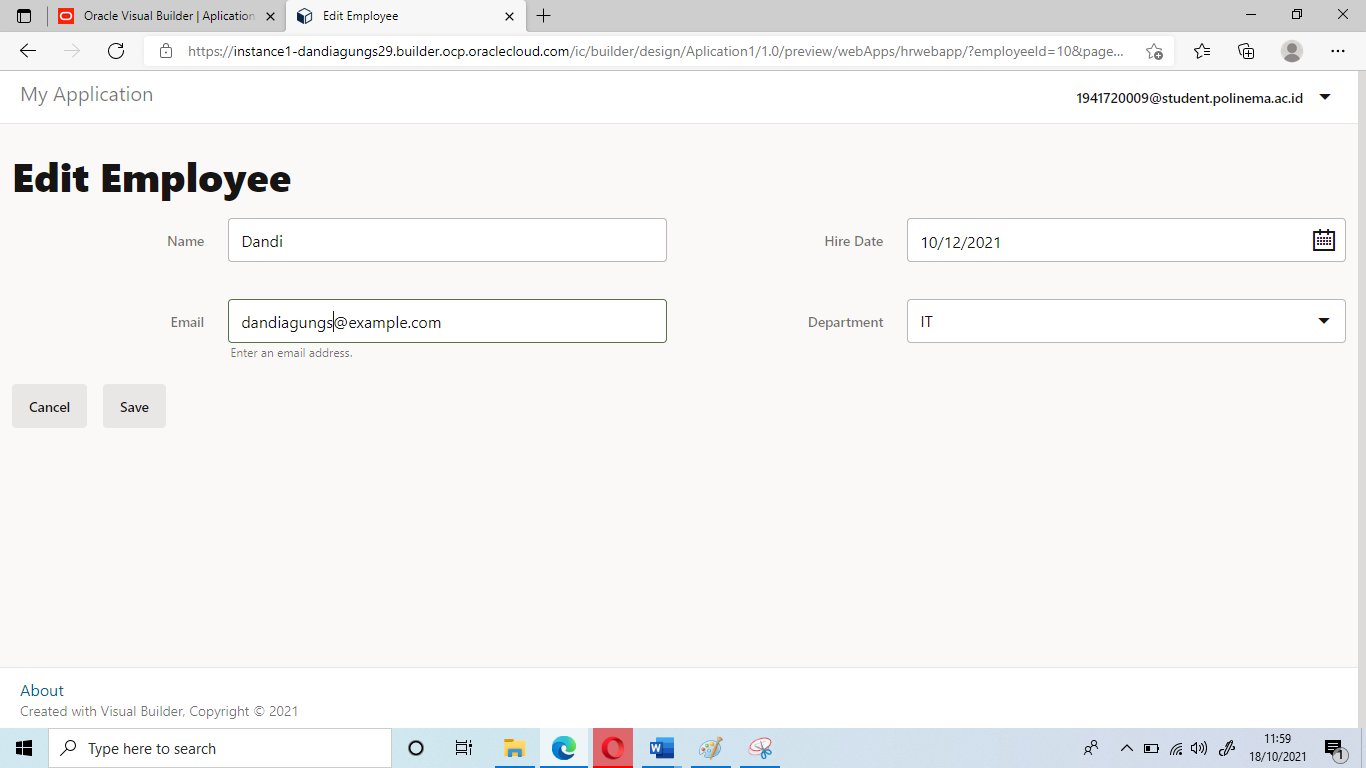 Oracle Visual Builder | Aplication
Edit Employee
https://instance1-dandiagungs29.builder.ocp.oraclecloud.com/ic/builder/design/Aplication1/1.0/preview/webApps/hrwebapp/?employeeId=10&page...
My Application
1941720009@student.polinema.ac.id
Edit Employee
Name
Dandi
Hire Date
10/12/2021
Email
dandiagungs@example.com
Department
IT
Enter an email address.
Cancel
Save
About
Created with Visual Builder, Copyright © 2021
Type here to search
11:59
18/10/2021
1